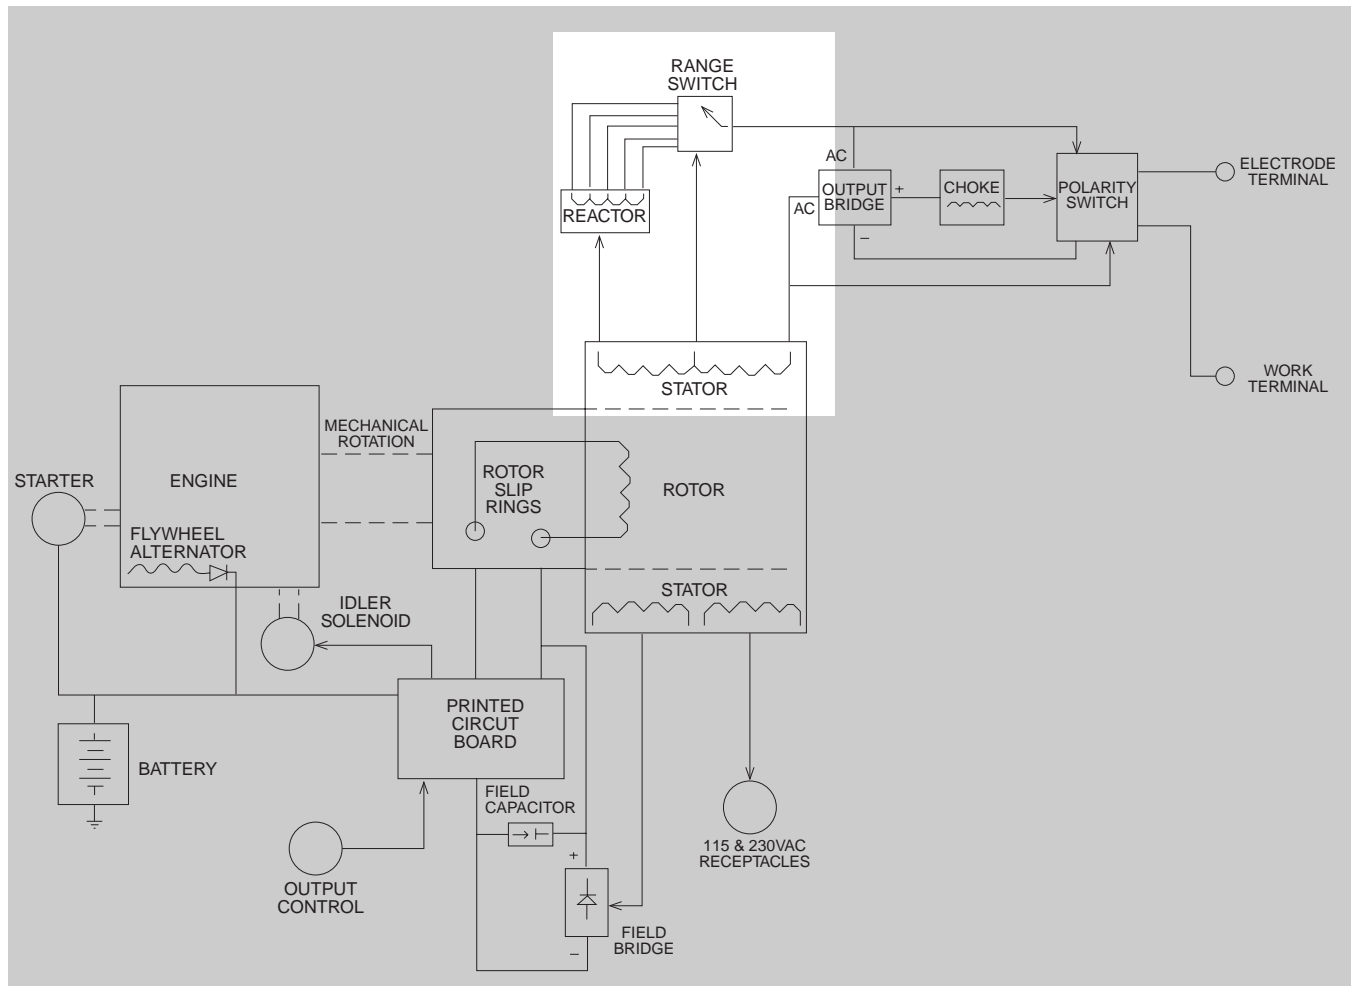 RANGE
SWITCH
AC
ELECTRODE
TERMINAL
OUTPUT
BRIDGE
+
CHOKE
POLARITY
SWITCH
AC
REACTOR
–
STATOR
WORK
TERMINAL
MECHANICAL
ROTATION
STARTER
ENGINE
ROTOR
SLIP
RINGS
ROTOR
FLYWHEEL
ALTERNATOR
STATOR
IDLER
SOLENOID
PRINTED
CIRCUT
BOARD
BATTERY
FIELD
CAPACITOR
115 & 230VAC
RECEPTACLES
+
OUTPUT
CONTROL
FIELD
BRIDGE
–